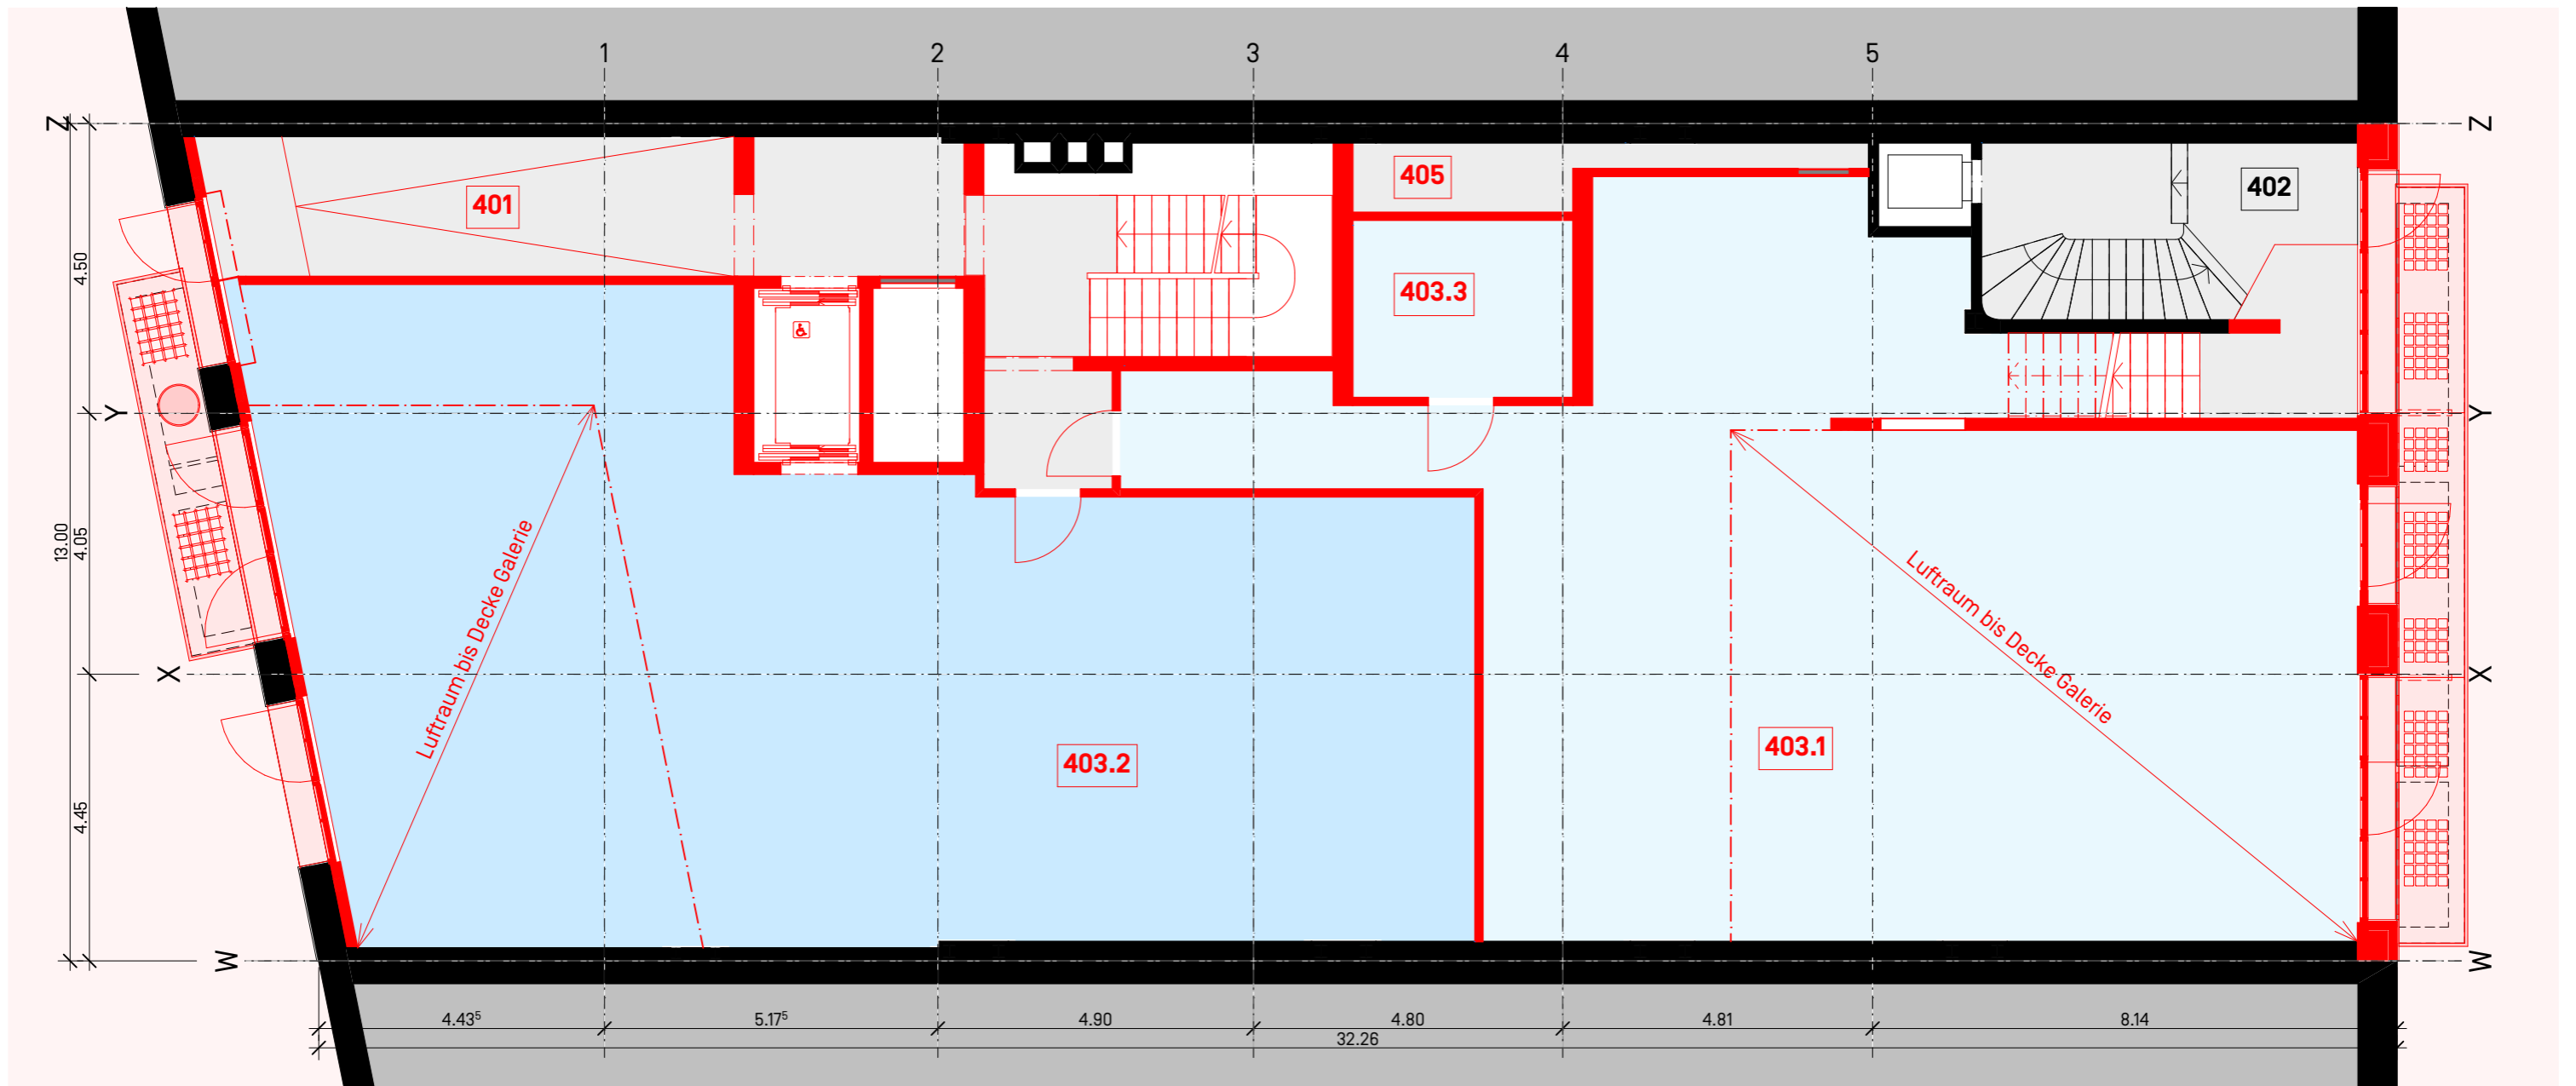 1 2 3 4 5
Z Z
401
405
402
403.3
4.50
Y Y
13.00
4.05
Luftraum bis Decke Galerie
Luftraum bis Decke Galerie
X X
403.2
403.1
4.45
W W
4.43⁵ 5.17⁵ 4.90 4.80 4.81 8.14
32.26